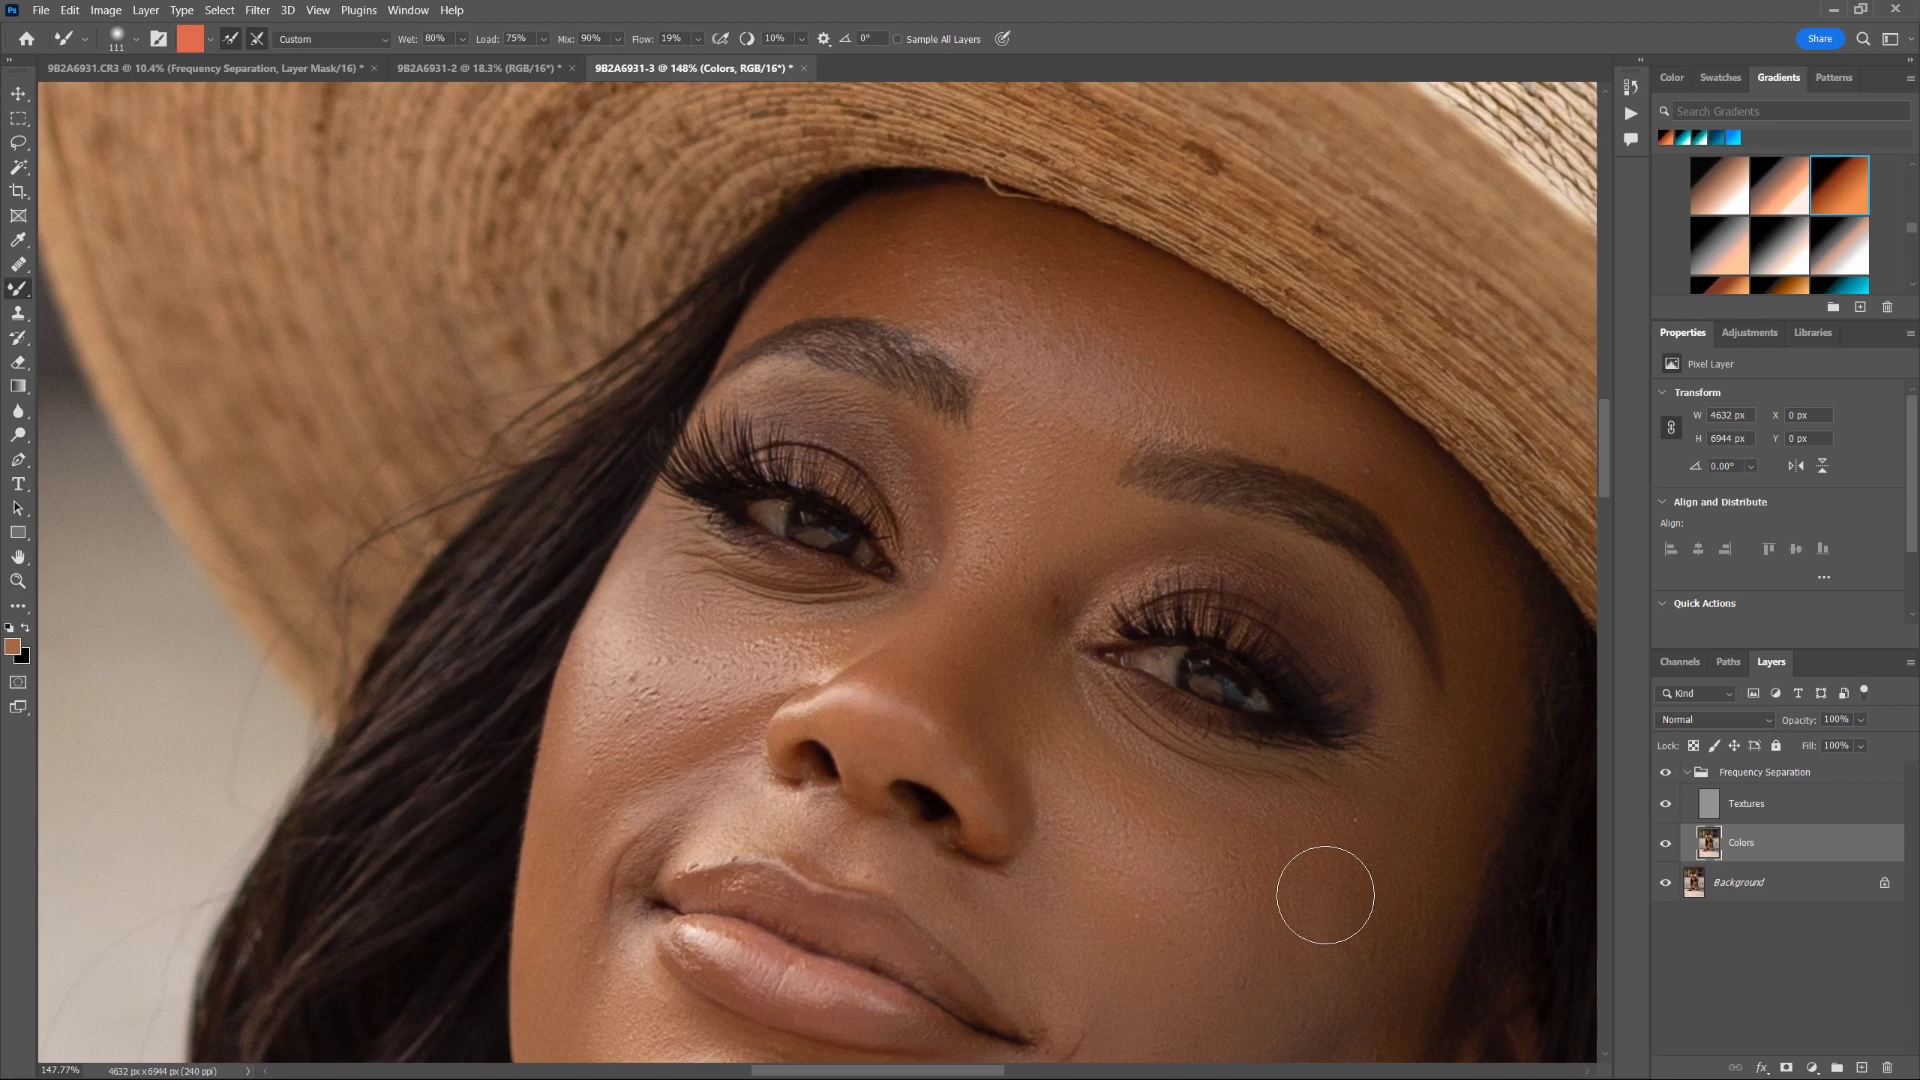 Ps File Edit Image Layer Type Select Filter 3D View Plugins Window Help
111 Custom Wet: 80% Load: 75% Mix: 90% Flow: 19% 10% 0° Sample All Layers Share
9B2A6931.CR3 @ 10.4% (Frequency Separation, Layer Mask/16) * × 9B2A6931-2 @ 18.3% (RGB/16*) * × 9B2A6931-3 @ 148% (Colors, RGB/16*) * ×
Color Swatches Gradients Patterns
Search Gradients
Properties Adjustments Libraries
Pixel Layer
Transform
W 4632 px X 0 px
H 6944 px Y 0 px
0.00°
Align and Distribute
Align:
Quick Actions
Channels Paths Layers
Kind
Normal Opacity: 100%
Lock: Fill: 100%
Frequency Separation
Textures
Colors
Background
147.77% 4632 px x 6944 px (240 ppi)